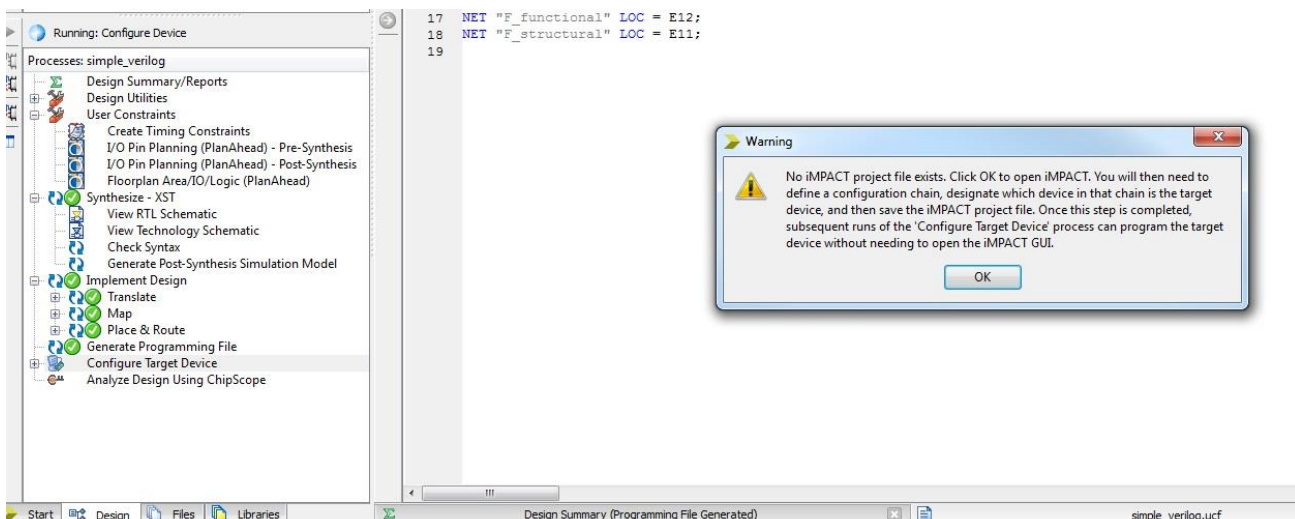 Running: Configure Device
Processes: simple_verilog
Design Summary/Reports
Design Utilities
User Constraints
Create Timing Constraints
I/O Pin Planning (PlanAhead) - Pre-Synthesis
I/O Pin Planning (PlanAhead) - Post-Synthesis
Floorplan Area/IO/Logic (PlanAhead)
Synthesize - XST
View RTL Schematic
View Technology Schematic
Check Syntax
Generate Post-Synthesis Simulation Model
Implement Design
Translate
Map
Place & Route
Generate Programming File
Configure Target Device
Analyze Design Using ChipScope
Start Design Files Libraries
17 NET "F_functional" LOC = E12;
18 NET "F_structural" LOC = E11;
19
Warning
No iMPACT project file exists. Click OK to open iMPACT. You will then need to
define a configuration chain, designate which device in that chain is the target
device, and then save the iMPACT project file. Once this step is completed,
subsequent runs of the 'Configure Target Device' process can program the target
device without needing to open the iMPACT GUI.
OK
Design Summary (Programming File Generated)
simple_verilog.ucf